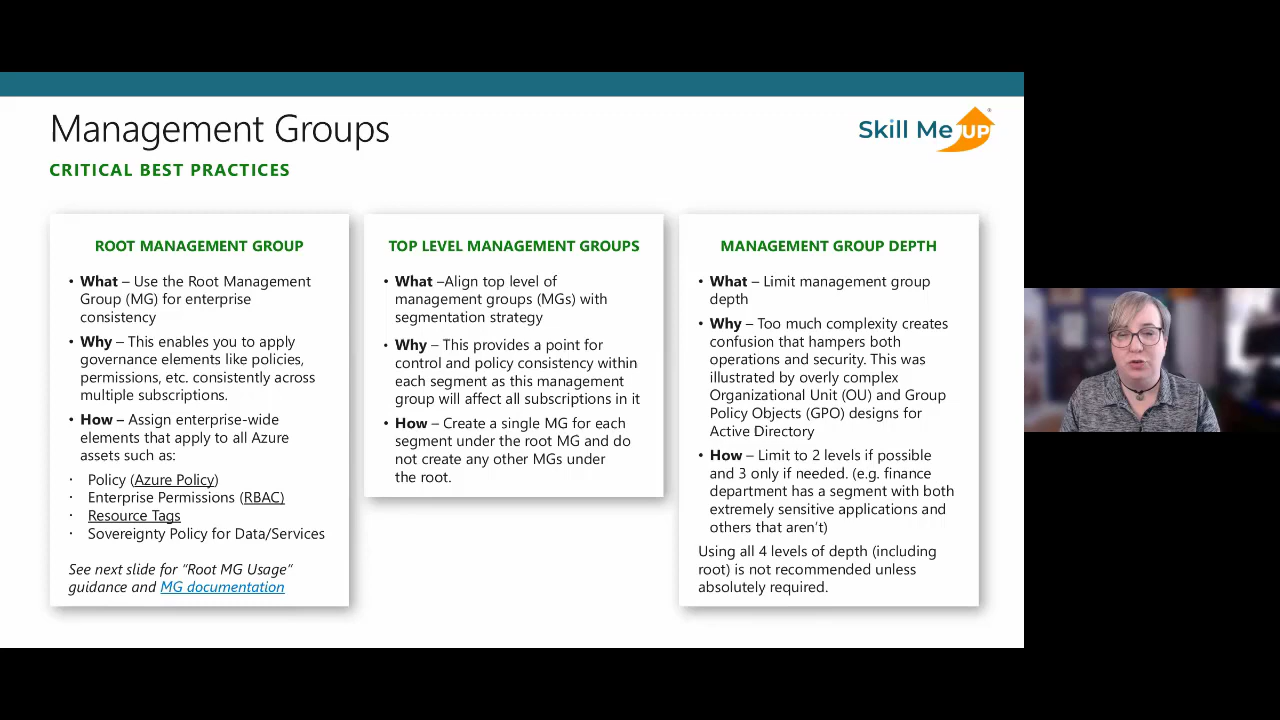 Management Groups
CRITICAL BEST PRACTICES
Skill Me UP
®
ROOT MANAGEMENT GROUP
• What – Use the Root Management
Group (MG) for enterprise
consistency
• Why – This enables you to apply
governance elements like policies,
permissions, etc. consistently across
multiple subscriptions.
• How – Assign enterprise-wide
elements that apply to all Azure
assets such as:
· Policy (Azure Policy)
· Enterprise Permissions (RBAC)
· Resource Tags
· Sovereignty Policy for Data/Services
See next slide for "Root MG Usage"
guidance and MG documentation
TOP LEVEL MANAGEMENT GROUPS
• What –Align top level of
management groups (MGs) with
segmentation strategy
• Why – This provides a point for
control and policy consistency within
each segment as this management
group will affect all subscriptions in it
• How – Create a single MG for each
segment under the root MG and do
not create any other MGs under
the root.
MANAGEMENT GROUP DEPTH
• What – Limit management group
depth
• Why – Too much complexity creates
confusion that hampers both
operations and security. This was
illustrated by overly complex
Organizational Unit (OU) and Group
Policy Objects (GPO) designs for
Active Directory
• How – Limit to 2 levels if possible
and 3 only if needed. (e.g. finance
department has a segment with both
extremely sensitive applications and
others that aren't)
Using all 4 levels of depth (including
root) is not recommended unless
absolutely required.